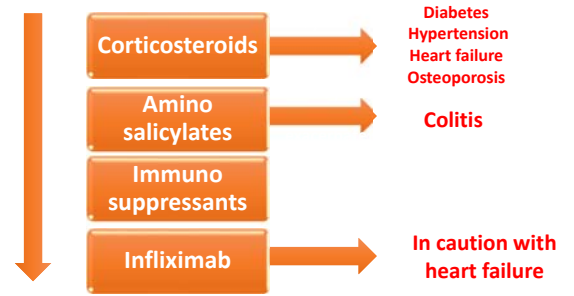 Corticosteroids
Diabetes
Hypertension
Heart failure
Osteoporosis
Amino
salicylates
Colitis
Immuno
suppressants
Infliximab
In caution with
heart failure